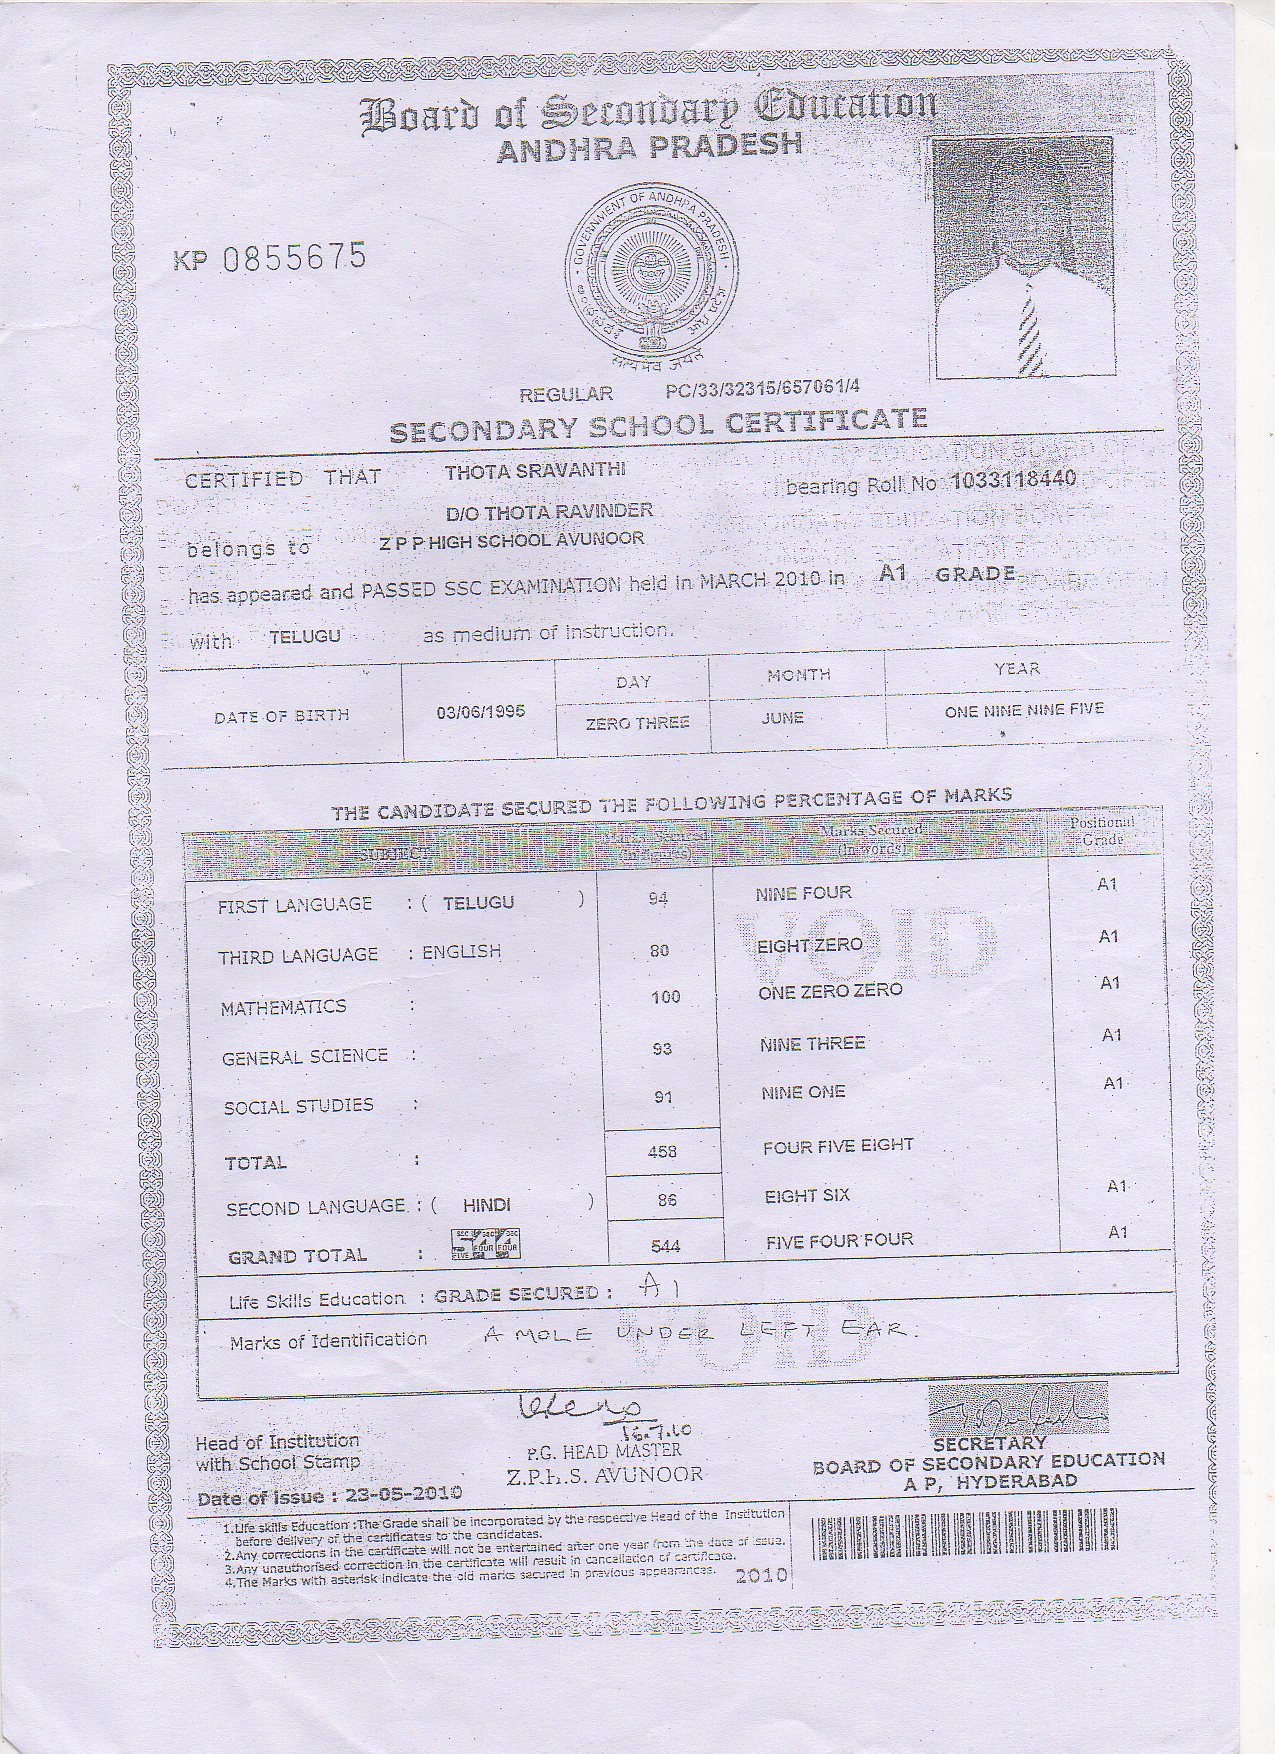 Board of Secondary Education
ANDHRA PRADESH
GOVERNMENT OF ANDHRA PRADESH
KP 0855675
सत्यमेव जयते
REGULAR PC/33/32315/657061/4
SECONDARY SCHOOL CERTIFICATE
CERTIFIED THAT THOTA SRAVANTHI bearing Roll No 1033118440
D/O THOTA RAVINDER
belongs to Z P P HIGH SCHOOL AVUNOOR
has appeared and PASSED SSC EXAMINATION held in MARCH 2010 in A1 GRADE
with TELUGU as medium of instruction.
DATE OF BIRTH 03/06/1995 DAY MONTH YEAR
ZERO THREE JUNE ONE NINE NINE FIVE
THE CANDIDATE SECURED THE FOLLOWING PERCENTAGE OF MARKS
SUBJECT Marks Secured (in words) Positional Grade
FIRST LANGUAGE : ( TELUGU ) 94 NINE FOUR A1
VOID
THIRD LANGUAGE : ENGLISH 80 EIGHT ZERO A1
MATHEMATICS : 100 ONE ZERO ZERO A1
GENERAL SCIENCE : 93 NINE THREE A1
SOCIAL STUDIES : 91 NINE ONE A1
TOTAL : 458 FOUR FIVE EIGHT
SECOND LANGUAGE : ( HINDI ) 86 EIGHT SIX A1
GRAND TOTAL : 544 FIVE FOUR FOUR A1
Life Skills Education : GRADE SECURED : A1
Marks of Identification A MOLE UNDER LEFT EAR.
VOID
16.7.10
Head of Institution
with School Stamp
P.G. HEAD MASTER
Z.P.H.S. AVUNOOR
SECRETARY
BOARD OF SECONDARY EDUCATION
A P, HYDERABAD
Date of issue : 23-05-2010
1.Life skills Education :The Grade shall be incorporated by the respective Head of the Institution
before delivery of the certificates to the candidates.
2.Any corrections in the certificate will not be entertained after one year from the date of issue.
3.Any unauthorised correction in the certificate will result in cancellation of certificate.
4.The Marks with asterisk indicate the old marks secured in previous appearances.
2010